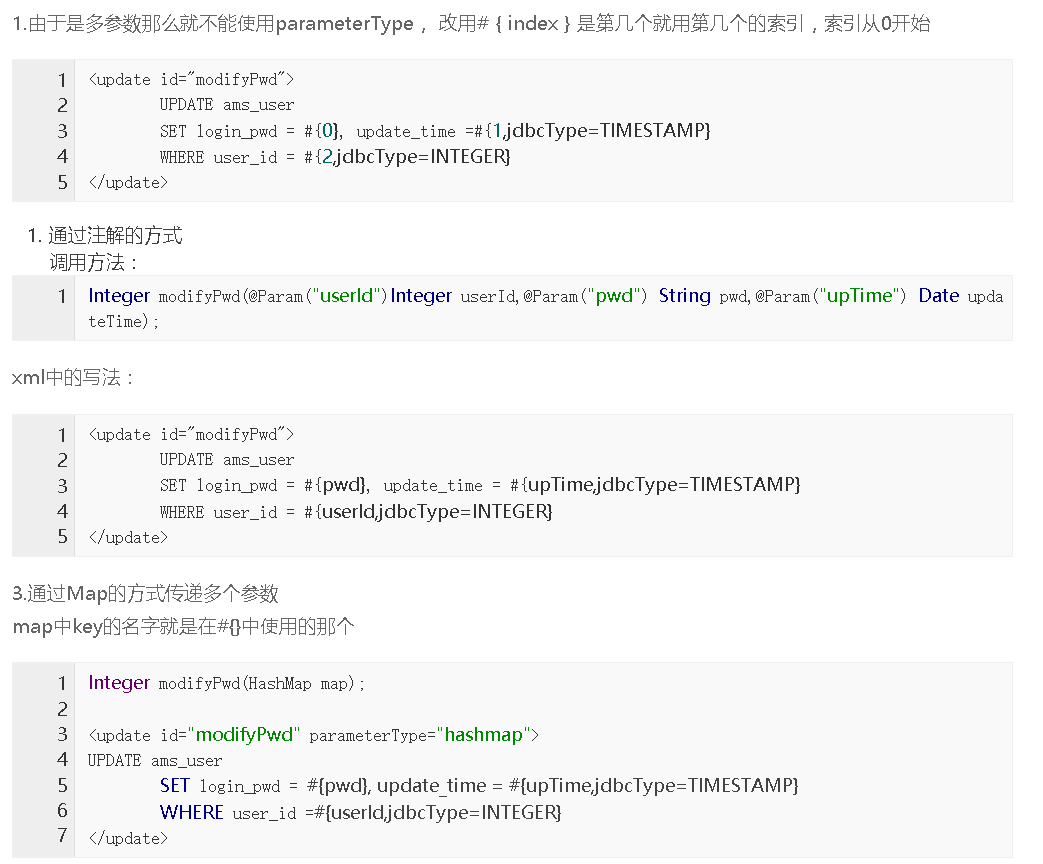 1.由于是多参数那么就不能使用parameterType， 改用#｛index｝是第几个就用第几个的索引，索引从0开始
1 <update id="modifyPwd">
2 UPDATE ams_user
3 SET login_pwd = #{0}, update_time =#{1,jdbcType=TIMESTAMP}
4 WHERE user_id = #{2,jdbcType=INTEGER}
5 </update>
1. 通过注解的方式
调用方法：
1 Integer modifyPwd(@Param("userId")Integer userId,@Param("pwd") String pwd,@Param("upTime") Date upda
teTime);
xml中的写法：
1 <update id="modifyPwd">
2 UPDATE ams_user
3 SET login_pwd = #{pwd}, update_time = #{upTime,jdbcType=TIMESTAMP}
4 WHERE user_id = #{userId,jdbcType=INTEGER}
5 </update>
3.通过Map的方式传递多个参数
map中key的名字就是在#{}中使用的那个
1 Integer modifyPwd(HashMap map);
2
3 <update id="modifyPwd" parameterType="hashmap">
4 UPDATE ams_user
5 SET login_pwd = #{pwd}, update_time = #{upTime,jdbcType=TIMESTAMP}
6 WHERE user_id =#{userId,jdbcType=INTEGER}
7 </update>